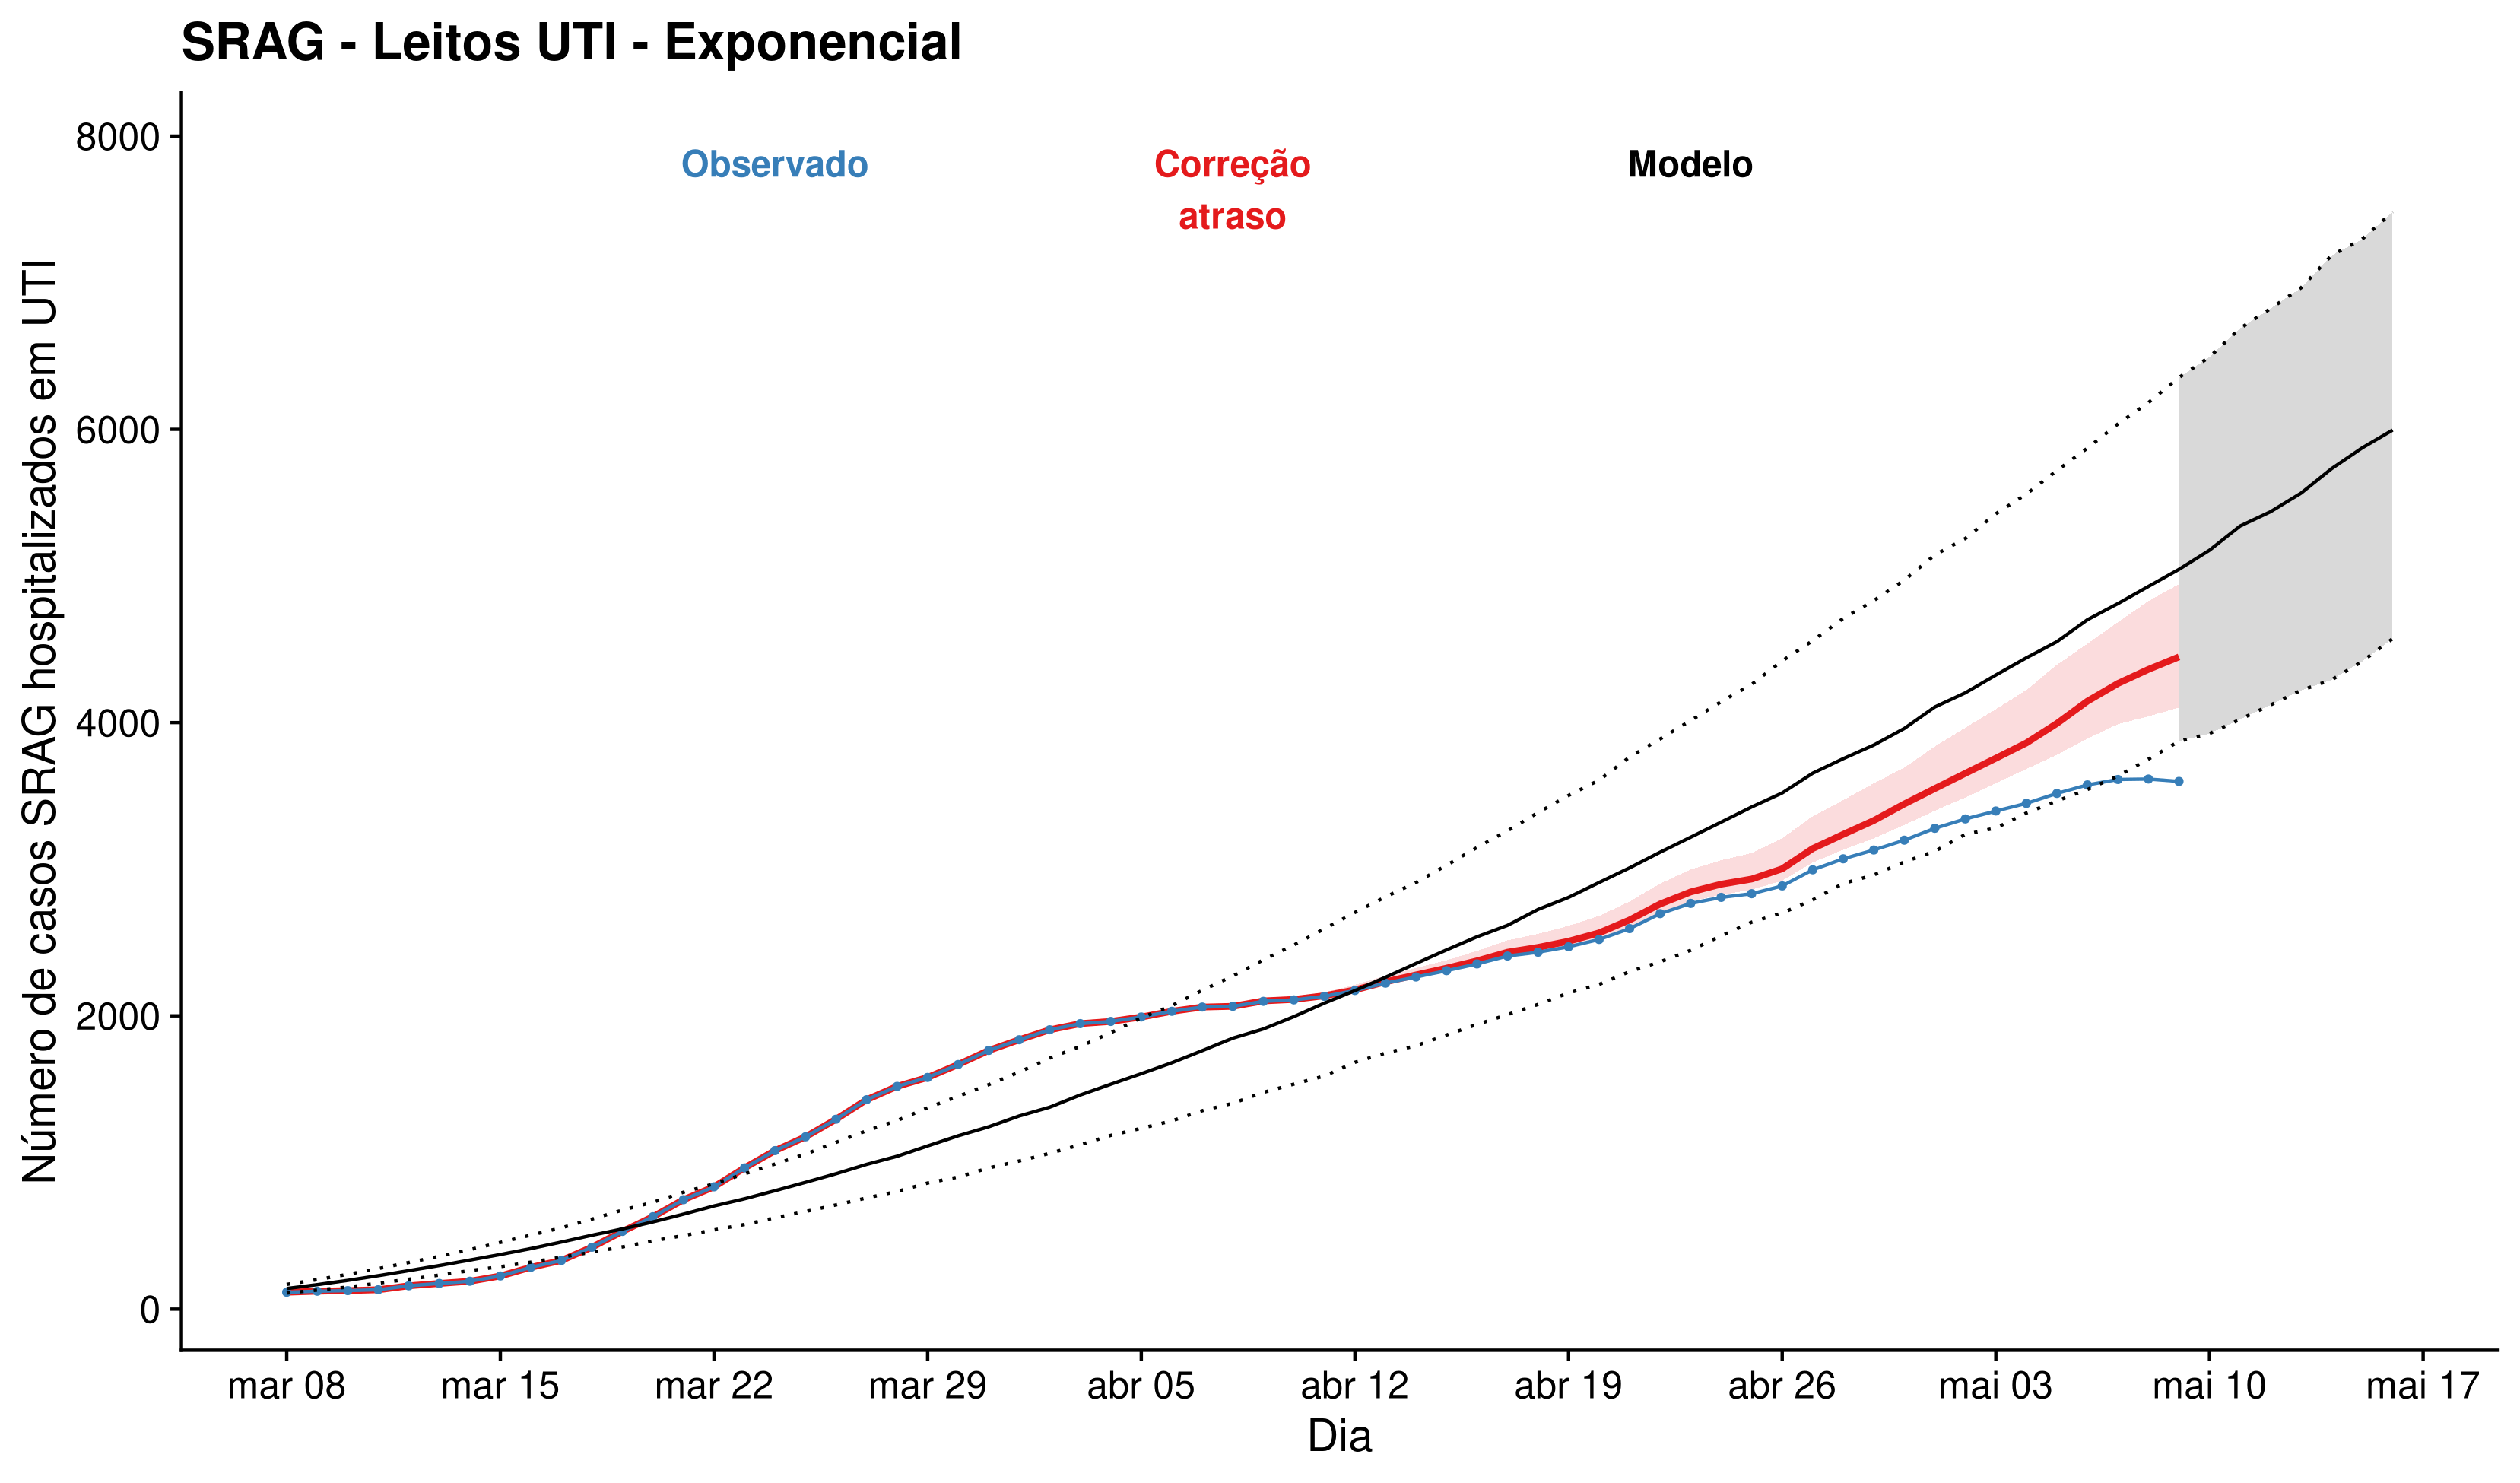 SRAG - Leitos UTI - Exponencial
Observado
Correção
atraso
Modelo
Número de casos SRAG hospitalizados em UTI
8000
6000
4000
2000
0
mar 08
mar 15
mar 22
mar 29
abr 05
abr 12
abr 19
abr 26
mai 03
mai 10
mai 17
Dia